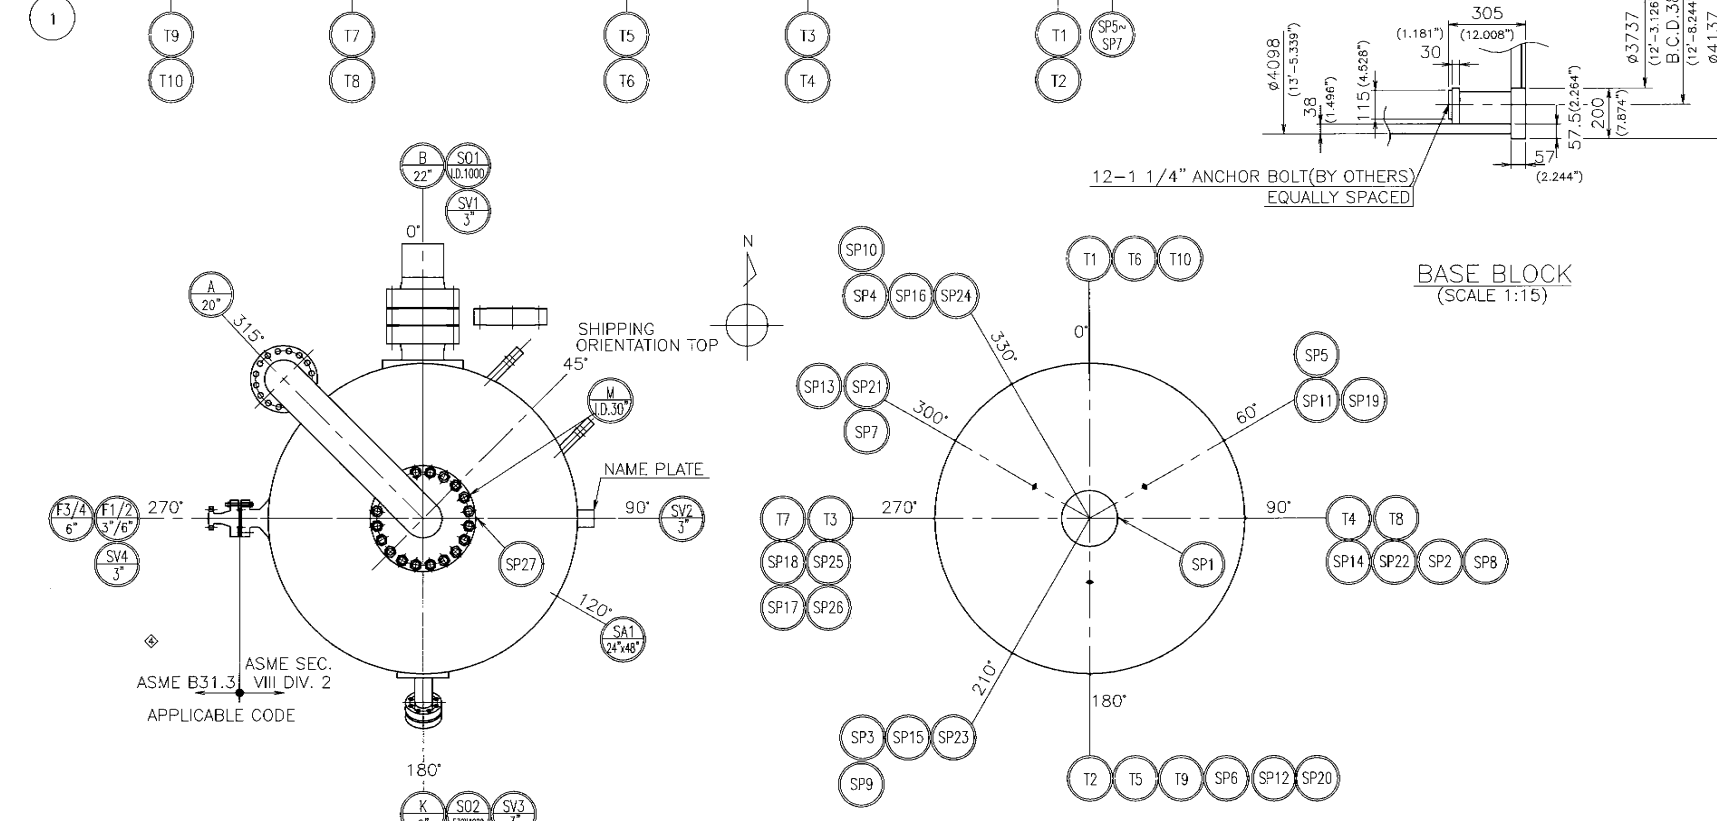 1
T9
T10
T7
T8
T5
T6
T3
T4
T1
T2
SP5~
SP7
305
(12.008")
(1.181")
30
ø4098
(13'-5.339")
38
(1.496")
115(4.528")
57.5(2.264")
200
(7.874")
57
(2.244")
ø3737
(12'-3.126
(12'-8.244
ø4137
12-1 1/4" ANCHOR BOLT(BY OTHERS)
EQUALLY SPACED
BASE BLOCK
(SCALE 1:15)
B
22"
SO1
I.D.1000
SV1
3"
0°
N
A
20"
315°
SHIPPING
ORIENTATION TOP
45°
M
I.D.30"
NAME PLATE
F3/4
6"
F1/2
3"/6"
270°
90°
SV2
3"
SV4
3"
SP27
120°
SA1
24"x48"
4
ASME SEC.
ASME B31.3 VIII DIV. 2
APPLICABLE CODE
180°
K
SO2
SV3
SP10
SP4 SP16 SP24
330°
T1 T6 T10
0°
SP13 SP21
SP7
300°
SP5
SP11 SP19
60°
T7 T3
270°
90°
T4 T8
SP18 SP25
SP17 SP26
SP1
SP14 SP22 SP2 SP8
210°
180°
SP3 SP15 SP23
SP9
T2 T5 T9 SP6 SP12 SP20